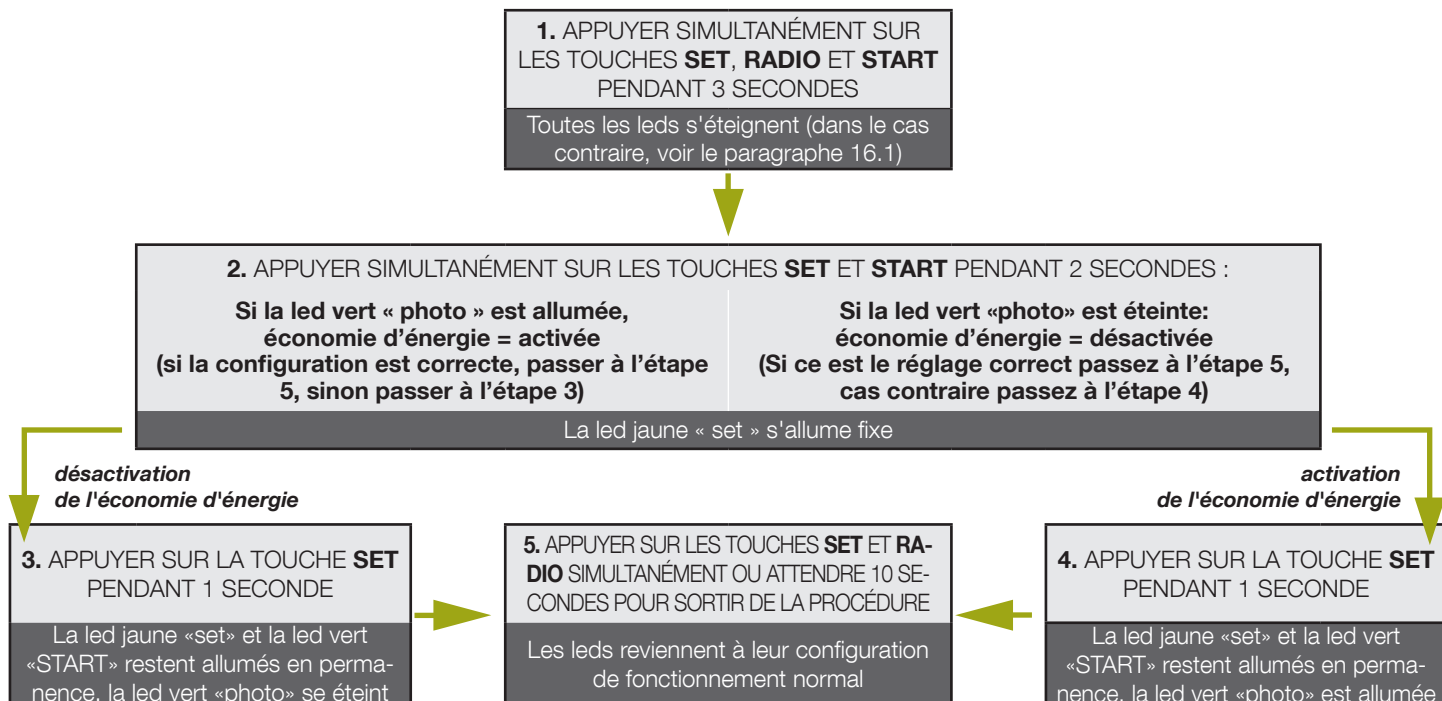 1. APPUYER SIMULTANÉMENT SUR
LES TOUCHES SET, RADIO ET START
PENDANT 3 SECONDES
Toutes les leds s'éteignent (dans le cas
contraire, voir le paragraphe 16.1)
2. APPUYER SIMULTANÉMENT SUR LES TOUCHES SET ET START PENDANT 2 SECONDES :
Si la led vert « photo » est allumée,
économie d’énergie = activée
(si la configuration est correcte, passer à l’étape
5, sinon passer à l’étape 3)
Si la led vert «photo» est éteinte:
économie d’énergie = désactivée
(Si ce est le réglage correct passez à l’étape 5,
cas contraire passez à l’étape 4)
La led jaune « set » s'allume fixe
désactivation
de l'économie d'énergie
activation
de l'économie d'énergie
3. APPUYER SUR LA TOUCHE SET
PENDANT 1 SECONDE
La led jaune «set» et la led vert
«START» restent allumés en perma-
nence, la led vert «photo» se éteint
5. APPUYER SUR LES TOUCHES SET ET RA-
DIO SIMULTANÉMENT OU ATTENDRE 10 SE-
CONDES POUR SORTIR DE LA PROCÉDURE
Les leds reviennent à leur configuration
de fonctionnement normal
4. APPUYER SUR LA TOUCHE SET
PENDANT 1 SECONDE
La led jaune «set» et la led vert
«START» restent allumés en perma-
nence, la led vert «photo» est allumée